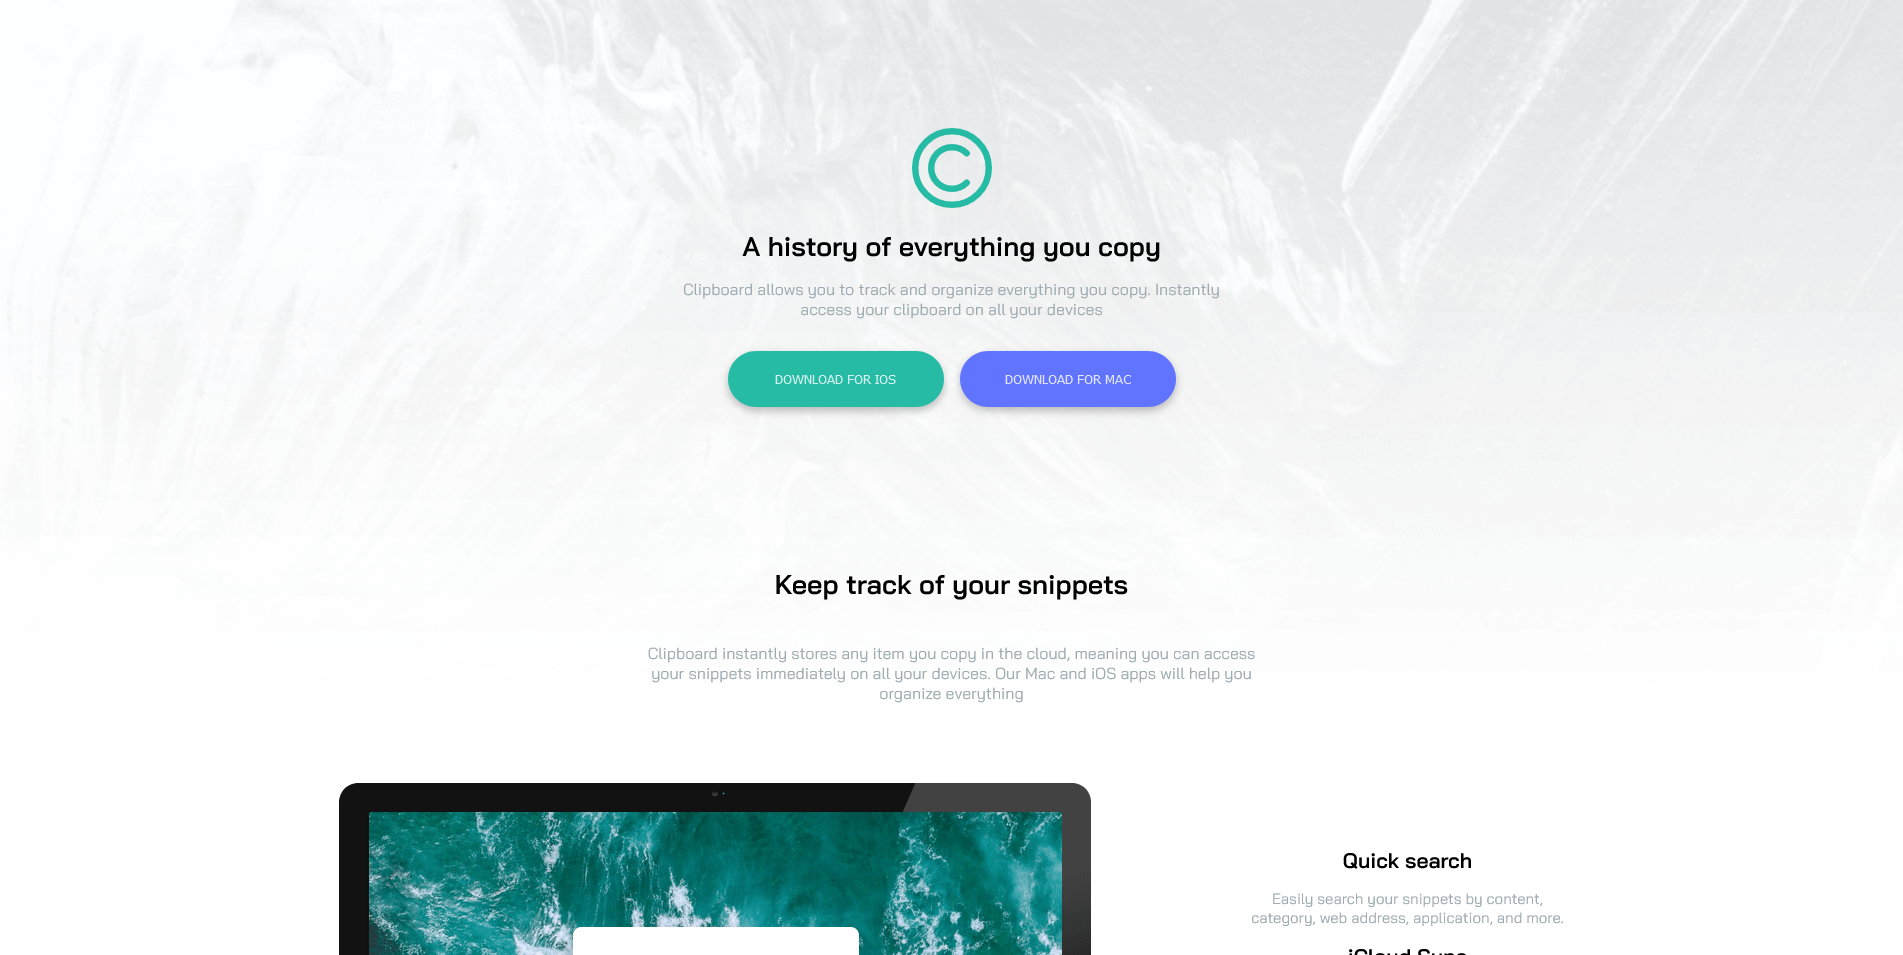 A history of everything you copy
Clipboard allows you to track and organize everything you copy. Instantly
access your clipboard on all your devices
DOWNLOAD FOR IOS
DOWNLOAD FOR MAC
Keep track of your snippets
Clipboard instantly stores any item you copy in the cloud, meaning you can access
your snippets immediately on all your devices. Our Mac and iOS apps will help you
organize everything
Quick search
Easily search your snippets by content,
category, web address, application, and more.
iCloud Sync